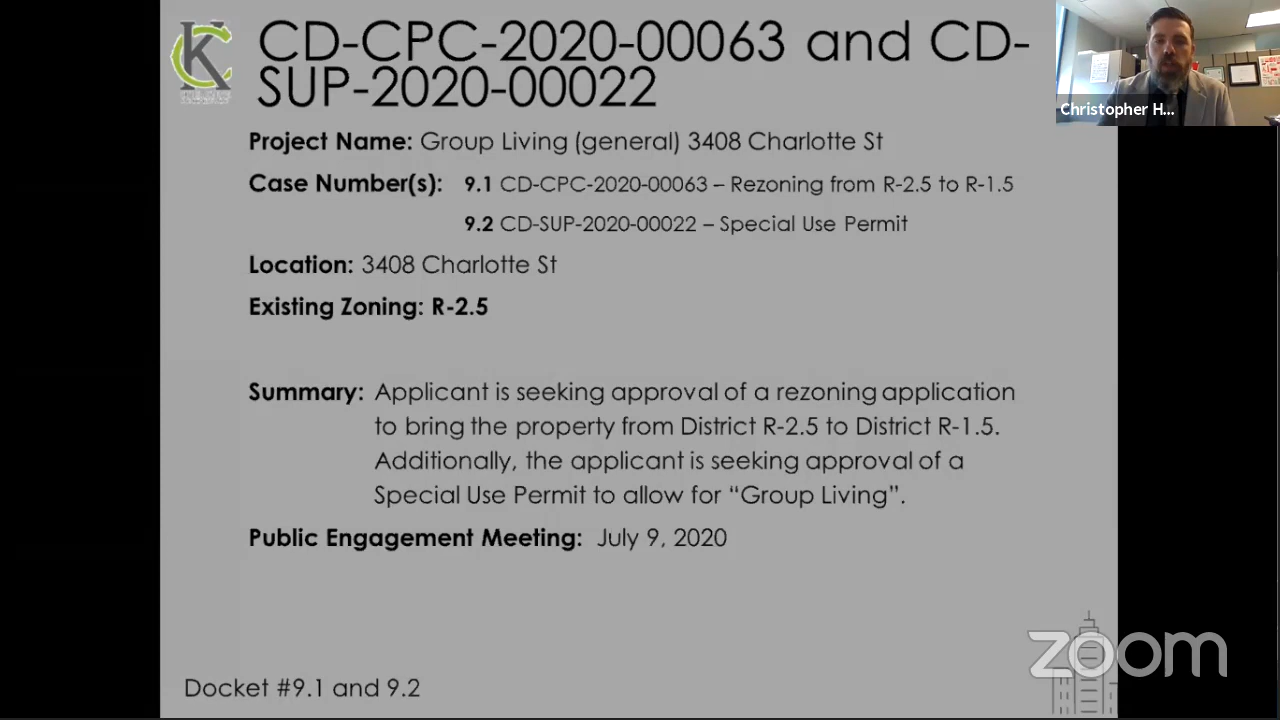 CD-CPC-2020-00063 and CD-
SUP-2020-00022
Christopher H...
Project Name: Group Living (general) 3408 Charlotte St
Case Number(s): 9.1 CD-CPC-2020-00063 – Rezoning from R-2.5 to R-1.5
9.2 CD-SUP-2020-00022 – Special Use Permit
Location: 3408 Charlotte St
Existing Zoning: R-2.5
Summary: Applicant is seeking approval of a rezoning application
to bring the property from District R-2.5 to District R-1.5.
Additionally, the applicant is seeking approval of a
Special Use Permit to allow for “Group Living”.
Public Engagement Meeting: July 9, 2020
zoom
Docket #9.1 and 9.2